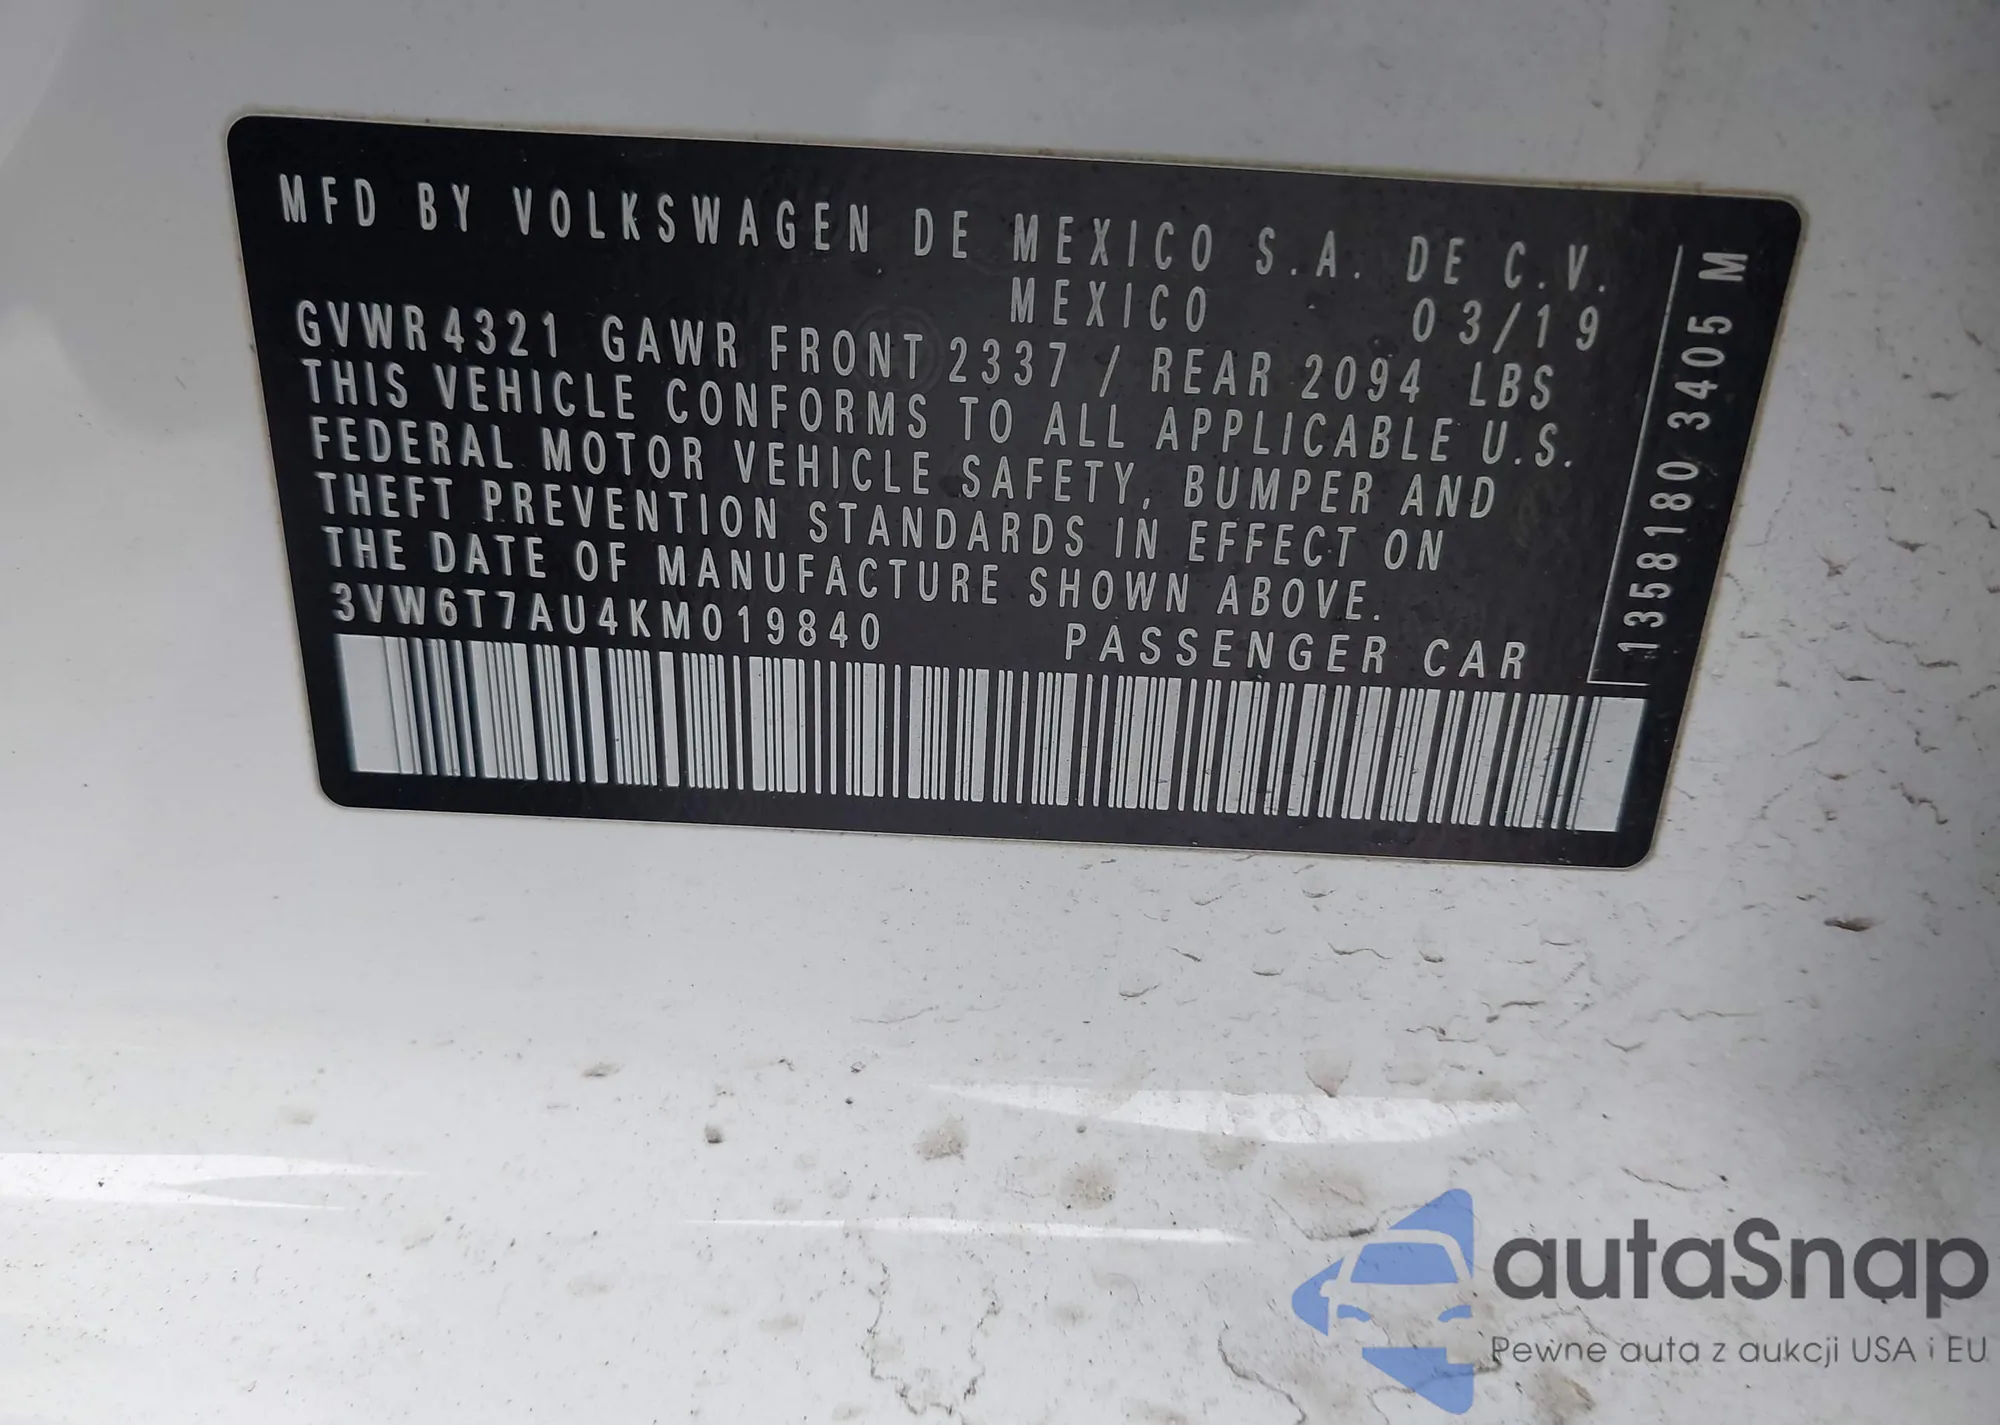 MFD BY VOLKSWAGEN DE MEXICO S.A. DE C.V.
MEXICO 03/19
GVWR 4321 GAWR FRONT 2337 / REAR 2094 LBS
THIS VEHICLE CONFORMS TO ALL APPLICABLE U.S.
FEDERAL MOTOR VEHICLE SAFETY, BUMPER AND
THEFT PREVENTION STANDARDS IN EFFECT ON
THE DATE OF MANUFACTURE SHOWN ABOVE.
3VW6T7AU4KM019840 PASSENGER CAR
1358180 3405 M
autaSnap
Pewne auta z aukcji USA i EU